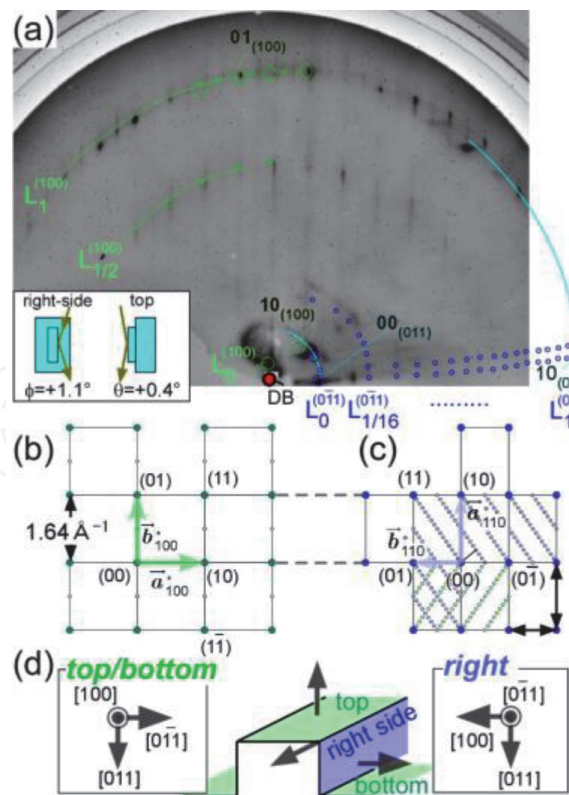 (a)
01(100)
L1(100)
L1/2(100)
right-side top
10(100)
00(011)
L0(100)
ϕ=+1.1° θ=+0.4°
DB
L0(01̄1) L1/16(01̄1) ........
(b)
(c)
(01) (11)
(11) (10)
1.64 Å⁻¹
b⃗*100
a⃗*110
b⃗*110
(00) a⃗*100 (10)
(01) (00) (01̄)
(11̄)
(d) top/bottom
right
[100]
[01̄1]
[011]
top
right side
bottom
[01̄1]
[100]
[011]